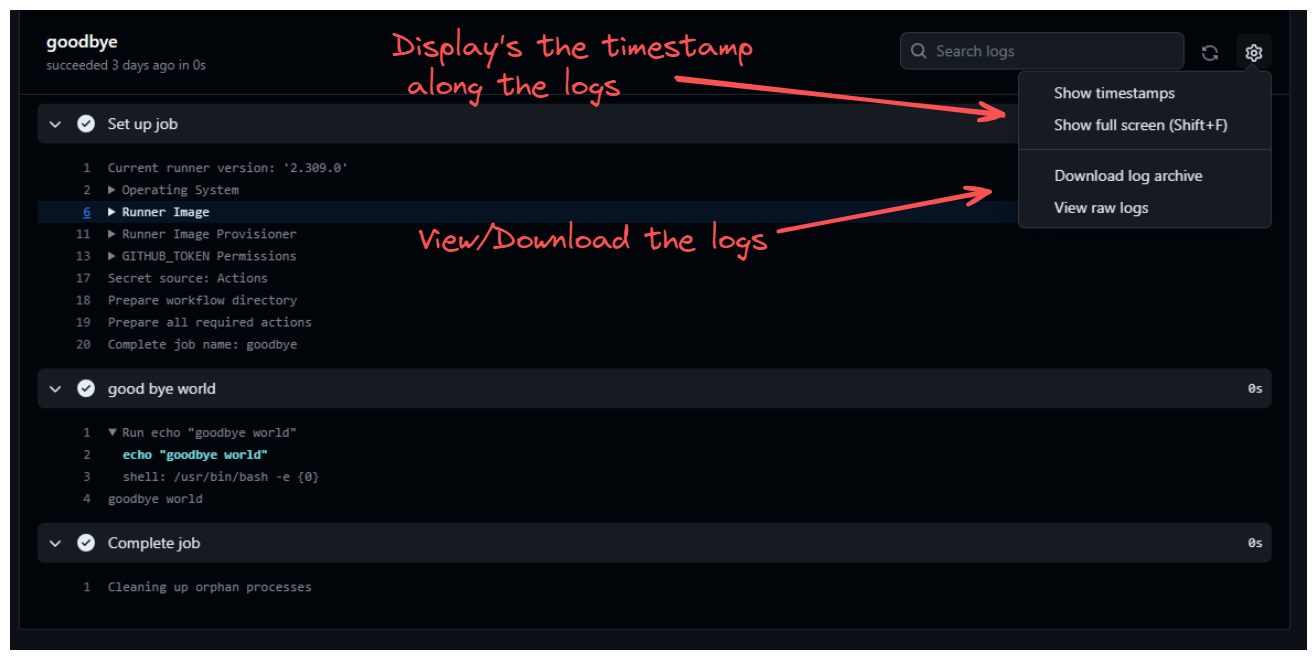 goodbye
succeeded 3 days ago in 0s
Display's the timestamp
along the logs
Search logs
Show timestamps
Show full screen (Shift+F)
Download log archive
View raw logs
View/Download the logs
Set up job
1 Current runner version: '2.309.0'
2 ▶ Operating System
6 ▶ Runner Image
11 ▶ Runner Image Provisioner
13 ▶ GITHUB_TOKEN Permissions
17 Secret source: Actions
18 Prepare workflow directory
19 Prepare all required actions
20 Complete job name: goodbye
good bye world 0s
1 ▼ Run echo "goodbye world"
2 echo "goodbye world"
3 shell: /usr/bin/bash -e {0}
4 goodbye world
Complete job 0s
1 Cleaning up orphan processes